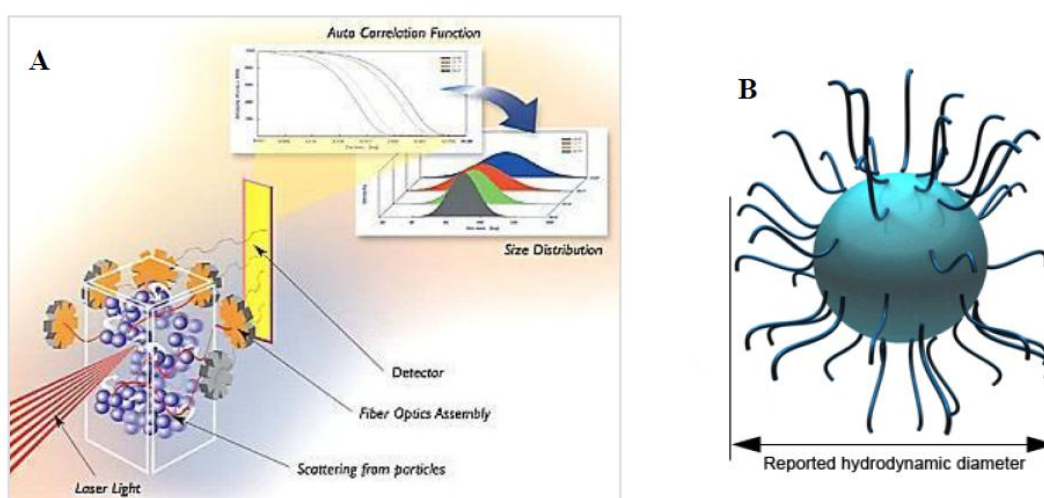 A
Auto Correlation Function
Size Distribution
Detector
Fiber Optics Assembly
Scattering from particles
Laser Light
B
Reported hydrodynamic diameter